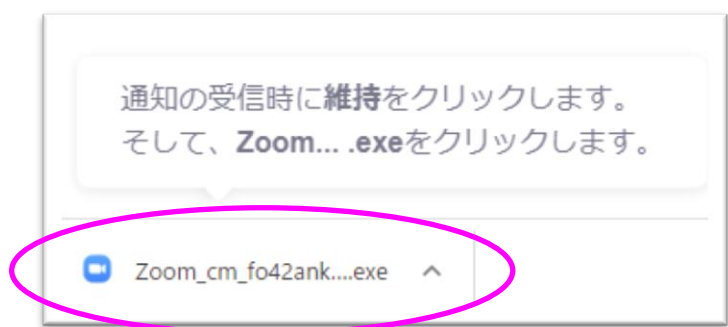 通知の受信時に維持をクリックします。
そして、Zoom... .exeをクリックします。
Zoom_cm_fo42ank....exe